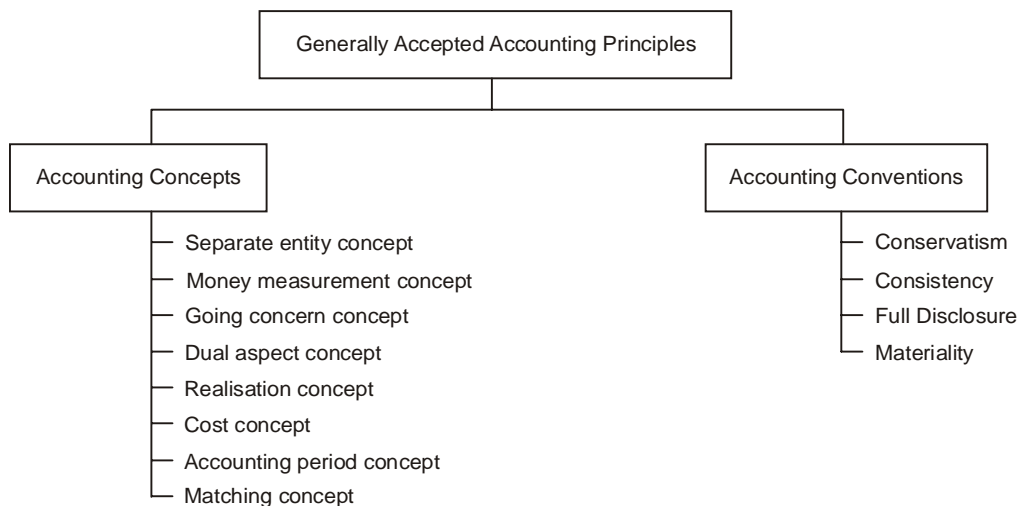 Generally Accepted Accounting Principles
Accounting Concepts
Separate entity concept
Money measurement concept
Going concern concept
Dual aspect concept
Realisation concept
Cost concept
Accounting period concept
Matching concept
Accounting Conventions
Conservatism
Consistency
Full Disclosure
Materiality